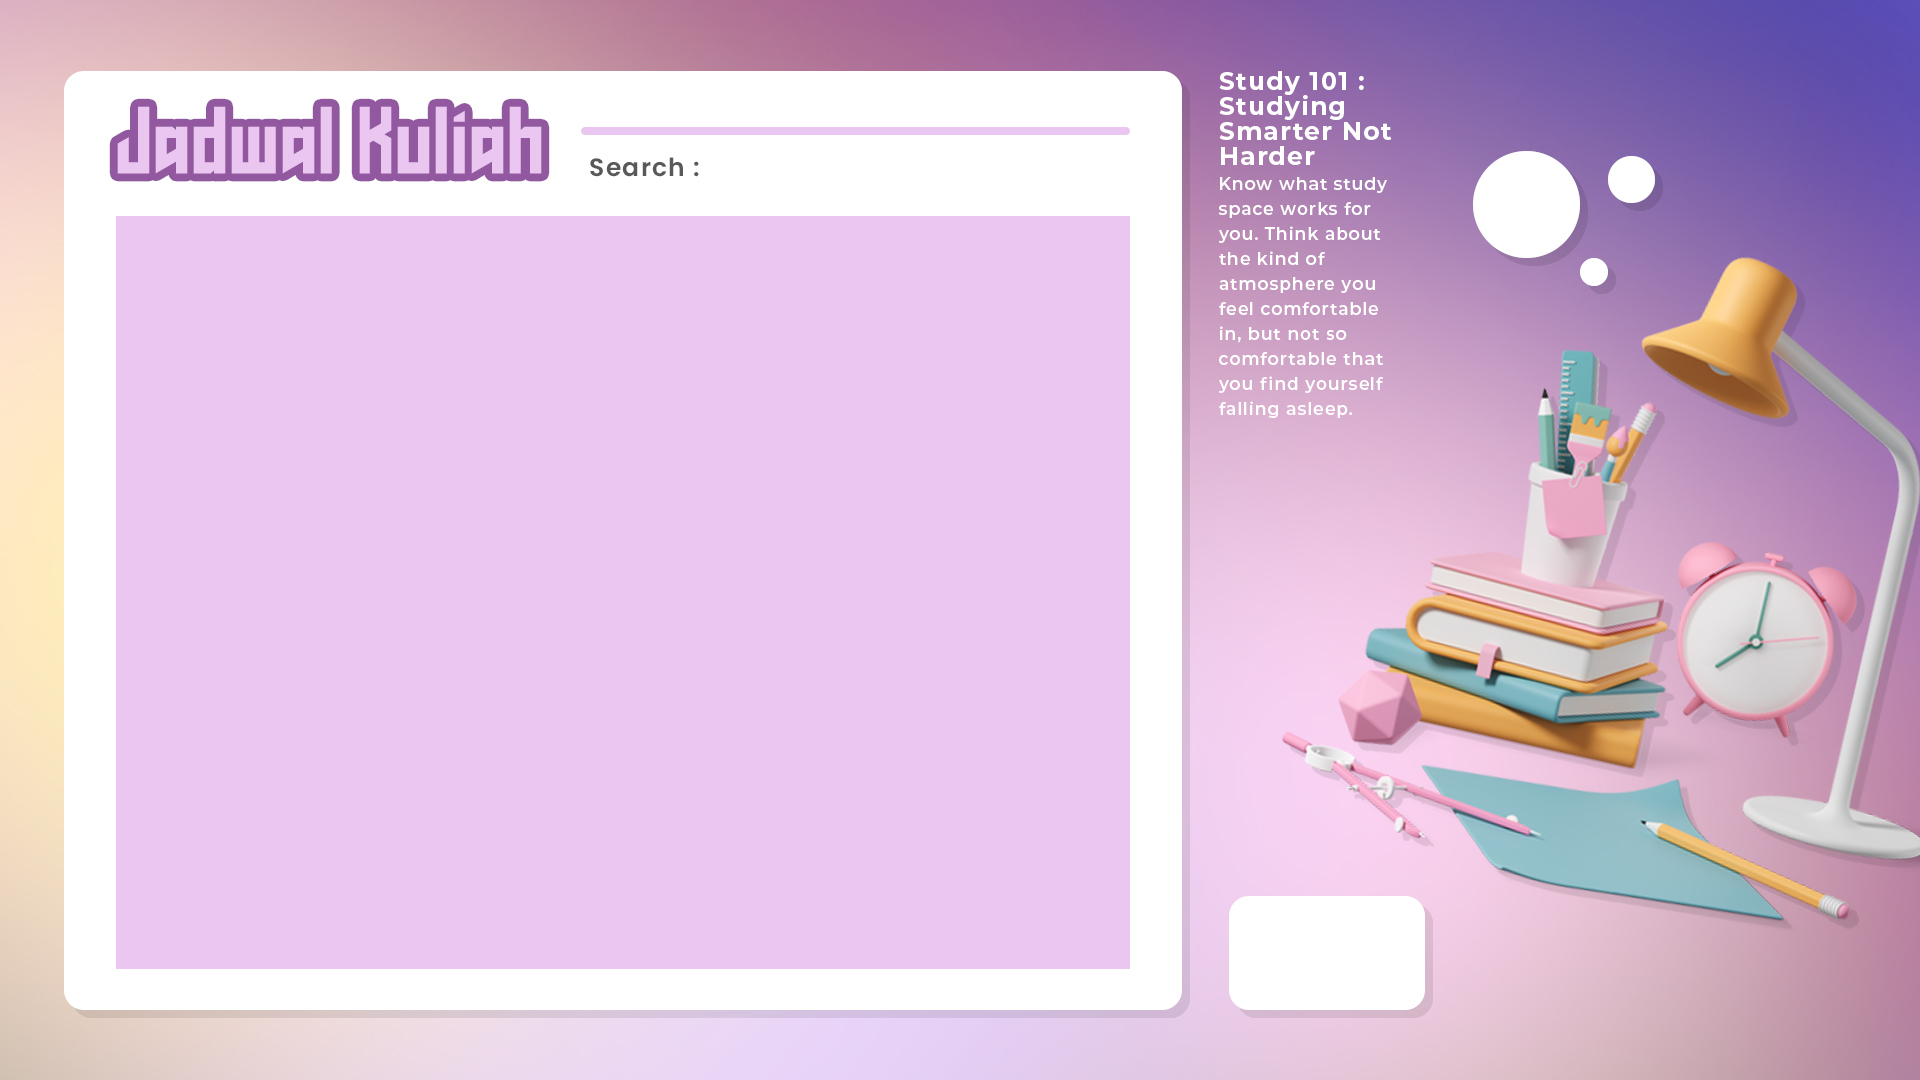 Jadwal Kuliah
Search :
Study 101 :
Studying
Smarter Not
Harder
Know what study
space works for
you. Think about
the kind of
atmosphere you
feel comfortable
in, but not so
comfortable that
you find yourself
falling asleep.